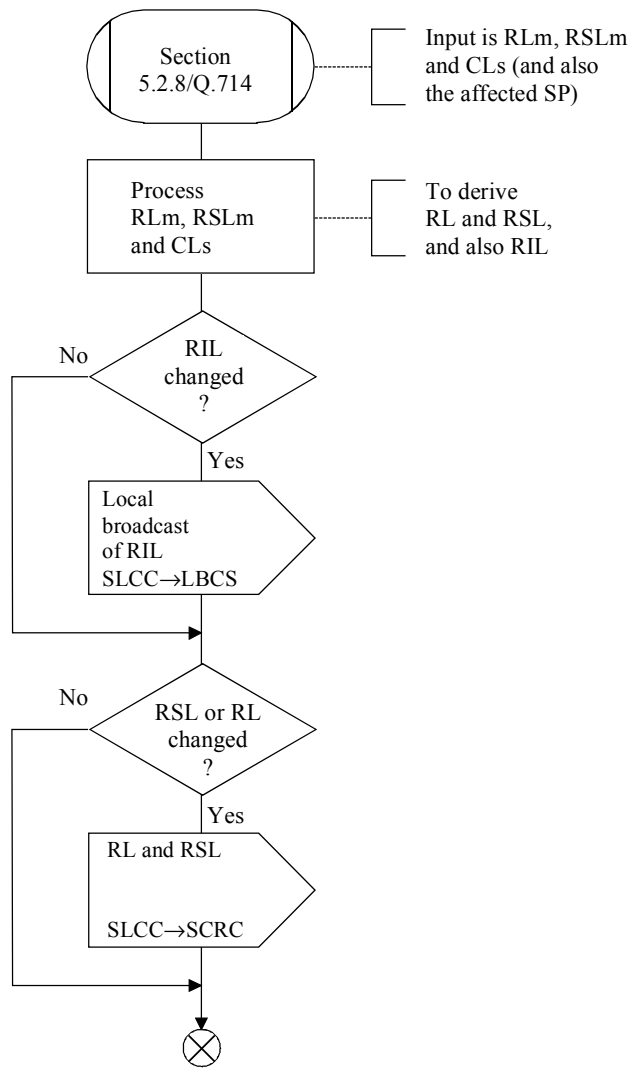 Section
5.2.8/Q.714
Input is RLm, RSLm
and CLs (and also
the affected SP)
Process
RLm, RSLm
and CLs
To derive
RL and RSL,
and also RIL
No
RIL
changed
?
Yes
Local
broadcast
of RIL
SLCC→LBCS
No
RSL or RL
changed
?
Yes
RL and RSL
SLCC→SCRC